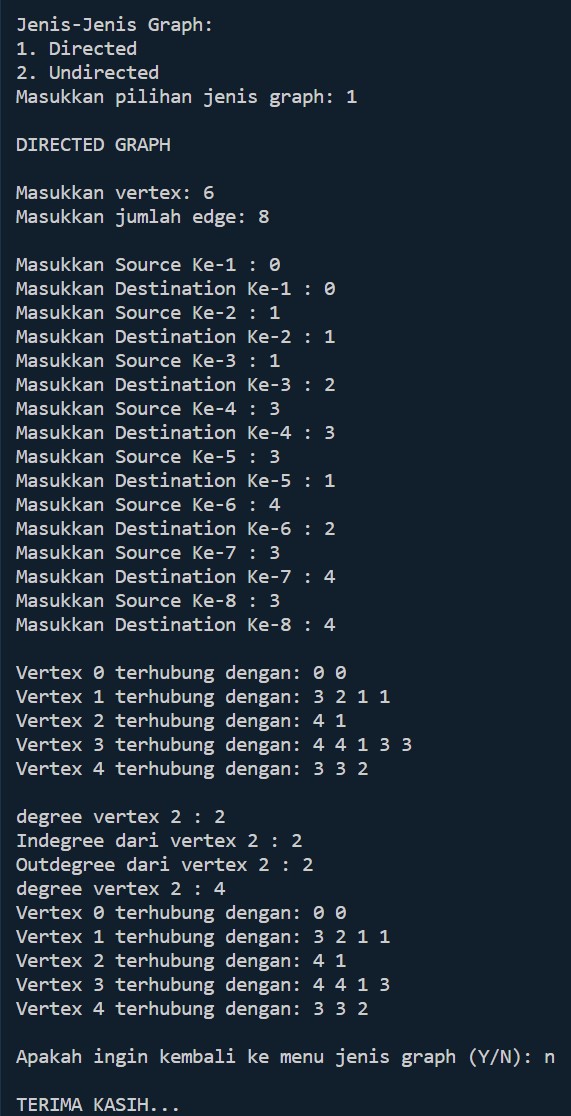 Jenis-Jenis Graph:
1. Directed
2. Undirected
Masukkan pilihan jenis graph: 1
DIRECTED GRAPH
Masukkan vertex: 6
Masukkan jumlah edge: 8
Masukkan Source Ke-1 : 0
Masukkan Destination Ke-1 : 0
Masukkan Source Ke-2 : 1
Masukkan Destination Ke-2 : 1
Masukkan Source Ke-3 : 1
Masukkan Destination Ke-3 : 2
Masukkan Source Ke-4 : 3
Masukkan Destination Ke-4 : 3
Masukkan Source Ke-5 : 3
Masukkan Destination Ke-5 : 1
Masukkan Source Ke-6 : 4
Masukkan Destination Ke-6 : 2
Masukkan Source Ke-7 : 3
Masukkan Destination Ke-7 : 4
Masukkan Source Ke-8 : 3
Masukkan Destination Ke-8 : 4
Vertex 0 terhubung dengan: 0 0
Vertex 1 terhubung dengan: 3 2 1 1
Vertex 2 terhubung dengan: 4 1
Vertex 3 terhubung dengan: 4 4 1 3 3
Vertex 4 terhubung dengan: 3 3 2
degree vertex 2 : 2
Indegree dari vertex 2 : 2
Outdegree dari vertex 2 : 2
degree vertex 2 : 4
Vertex 0 terhubung dengan: 0 0
Vertex 1 terhubung dengan: 3 2 1 1
Vertex 2 terhubung dengan: 4 1
Vertex 3 terhubung dengan: 4 4 1 3
Vertex 4 terhubung dengan: 3 3 2
Apakah ingin kembali ke menu jenis graph (Y/N): n
TERIMA KASIH...